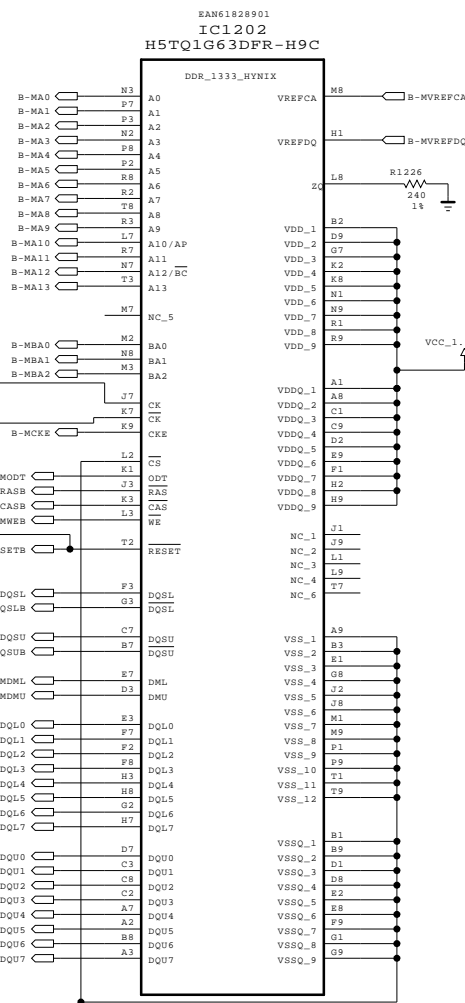 EAN61828901
IC1202
H5TQ1G63DFR-H9C
DDR_1333_HYNIX
B-MA0 N3 A0
B-MA1 P7 A1
B-MA2 P3 A2
B-MA3 N2 A3
B-MA4 P8 A4
B-MA5 P2 A5
B-MA6 R8 A6
B-MA7 R2 A7
B-MA8 T8 A8
B-MA9 R3 A9
B-MA10 L7 A10/AP
B-MA11 R7 A11
B-MA12 N7 A12/BC
B-MA13 T3 A13
M7 NC_5
B-MBA0 M2 BA0
B-MBA1 N8 BA1
B-MBA2 M3 BA2
J7 CK
K7 CK
B-MCKE K9 CKE
L2 CS
MODT K1 ODT
RASB J3 RAS
CASB K3 CAS
MWEB L3 WE
SETB T2 RESET
DQSL F3 DQSL
QSLB G3 DQSL
DQSU C7 DQSU
QSUB B7 DQSU
MDML E7 DML
MDMU D3 DMU
DQL0 E3 DQL0
DQL1 F7 DQL1
DQL2 F2 DQL2
DQL3 F8 DQL3
DQL4 H3 DQL4
DQL5 H8 DQL5
DQL6 G2 DQL6
DQL7 H7 DQL7
DQU0 D7 DQU0
DQU1 C3 DQU1
DQU2 C8 DQU2
DQU3 C2 DQU3
DQU4 A7 DQU4
DQU5 A2 DQU5
DQU6 B8 DQU6
DQU7 A3 DQU7
VREFCA M8 B-MVREFCA
VREFDQ H1 B-MVREFDQ
ZQ L8 R1226
240
1%
VDD_1 B2
VDD_2 D9
VDD_3 G7
VDD_4 K2
VDD_5 K8
VDD_6 N1
VDD_7 N9
VDD_8 R1
VDD_9 R9
VCC_1.
VDDQ_1 A1
VDDQ_2 A8
VDDQ_3 C1
VDDQ_4 C9
VDDQ_5 D2
VDDQ_6 E9
VDDQ_7 F1
VDDQ_8 H2
VDDQ_9 H9
NC_1 J1
NC_2 J9
NC_3 L1
NC_4 L9
NC_6 T7
VSS_1 A9
VSS_2 B3
VSS_3 E1
VSS_4 G8
VSS_5 J2
VSS_6 J8
VSS_7 M1
VSS_8 M9
VSS_9 P1
VSS_10 P9
VSS_11 T1
VSS_12 T9
VSSQ_1 B1
VSSQ_2 B9
VSSQ_3 D1
VSSQ_4 D8
VSSQ_5 E2
VSSQ_6 E8
VSSQ_7 F9
VSSQ_8 G1
VSSQ_9 G9